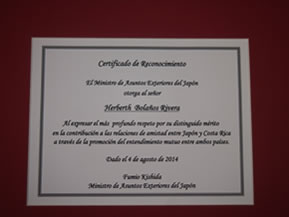 Certificado de Reconocimiento
El Ministro de Asuntos Exteriores del Japón
otorga al señor
Herberth Bolaños Rivera
Al expresar el más profundo respeto por su distinguido mérito
en la contribución a las relaciones de amistad entre Japón y Costa Rica
a través de la promoción del entendimiento mutuo entre ambos países.
Dado el 4 de agosto de 2014
Fumio Kishida
Ministro de Asuntos Exteriores del Japón